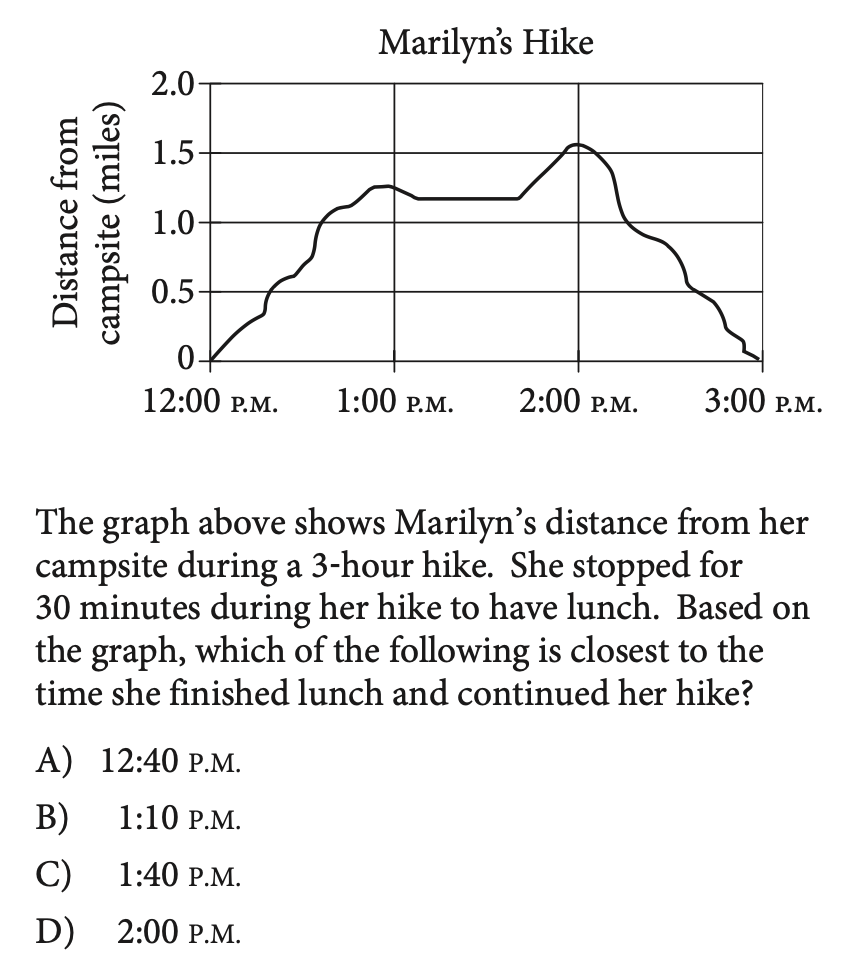 Marilyn’s Hike
Distance from
campsite (miles)
2.0
1.5
1.0
0.5
0
12:00 P.M.
1:00 P.M.
2:00 P.M.
3:00 P.M.
The graph above shows Marilyn’s distance from her
campsite during a 3-hour hike. She stopped for
30 minutes during her hike to have lunch. Based on
the graph, which of the following is closest to the
time she finished lunch and continued her hike?
A) 12:40 P.M.
B) 1:10 P.M.
C) 1:40 P.M.
D) 2:00 P.M.